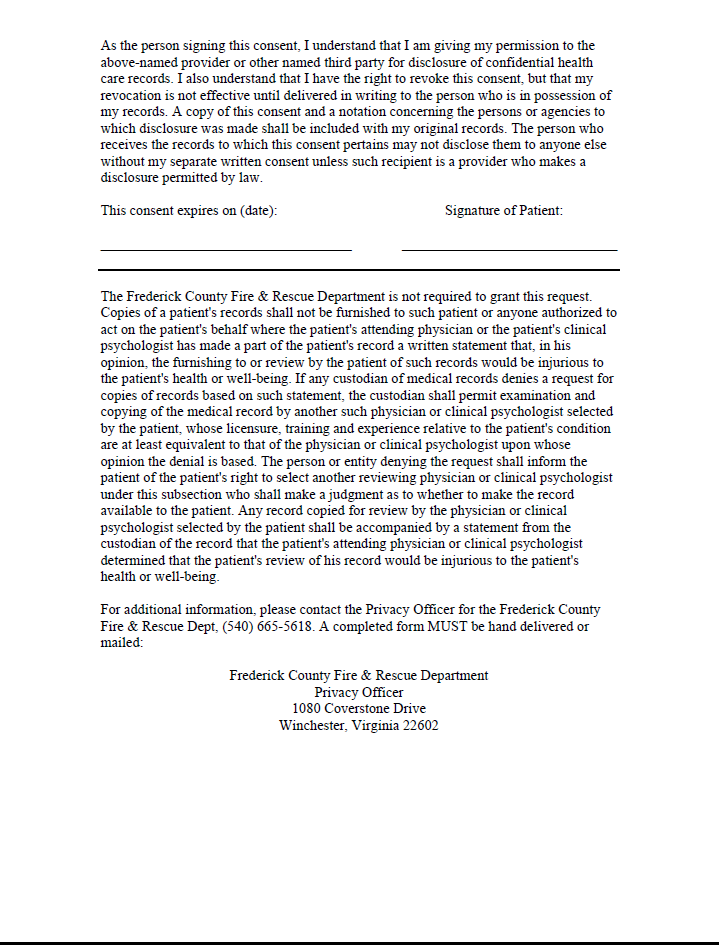 As the person signing this consent, I understand that I am giving my permission to the
above-named provider or other named third party for disclosure of confidential health
care records. I also understand that I have the right to revoke this consent, but that my
revocation is not effective until delivered in writing to the person who is in possession of
my records. A copy of this consent and a notation concerning the persons or agencies to
which disclosure was made shall be included with my original records. The person who
receives the records to which this consent pertains may not disclose them to anyone else
without my separate written consent unless such recipient is a provider who makes a
disclosure permitted by law.
This consent expires on (date): Signature of Patient:
The Frederick County Fire & Rescue Department is not required to grant this request.
Copies of a patient's records shall not be furnished to such patient or anyone authorized to
act on the patient's behalf where the patient's attending physician or the patient's clinical
psychologist has made a part of the patient's record a written statement that, in his
opinion, the furnishing to or review by the patient of such records would be injurious to
the patient's health or well-being. If any custodian of medical records denies a request for
copies of records based on such statement, the custodian shall permit examination and
copying of the medical record by another such physician or clinical psychologist selected
by the patient, whose licensure, training and experience relative to the patient's condition
are at least equivalent to that of the physician or clinical psychologist upon whose
opinion the denial is based. The person or entity denying the request shall inform the
patient of the patient's right to select another reviewing physician or clinical psychologist
under this subsection who shall make a judgment as to whether to make the record
available to the patient. Any record copied for review by the physician or clinical
psychologist selected by the patient shall be accompanied by a statement from the
custodian of the record that the patient's attending physician or clinical psychologist
determined that the patient's review of his record would be injurious to the patient's
health or well-being.
For additional information, please contact the Privacy Officer for the Frederick County
Fire & Rescue Dept, (540) 665-5618. A completed form MUST be hand delivered or
mailed:
Frederick County Fire & Rescue Department
Privacy Officer
1080 Coverstone Drive
Winchester, Virginia 22602